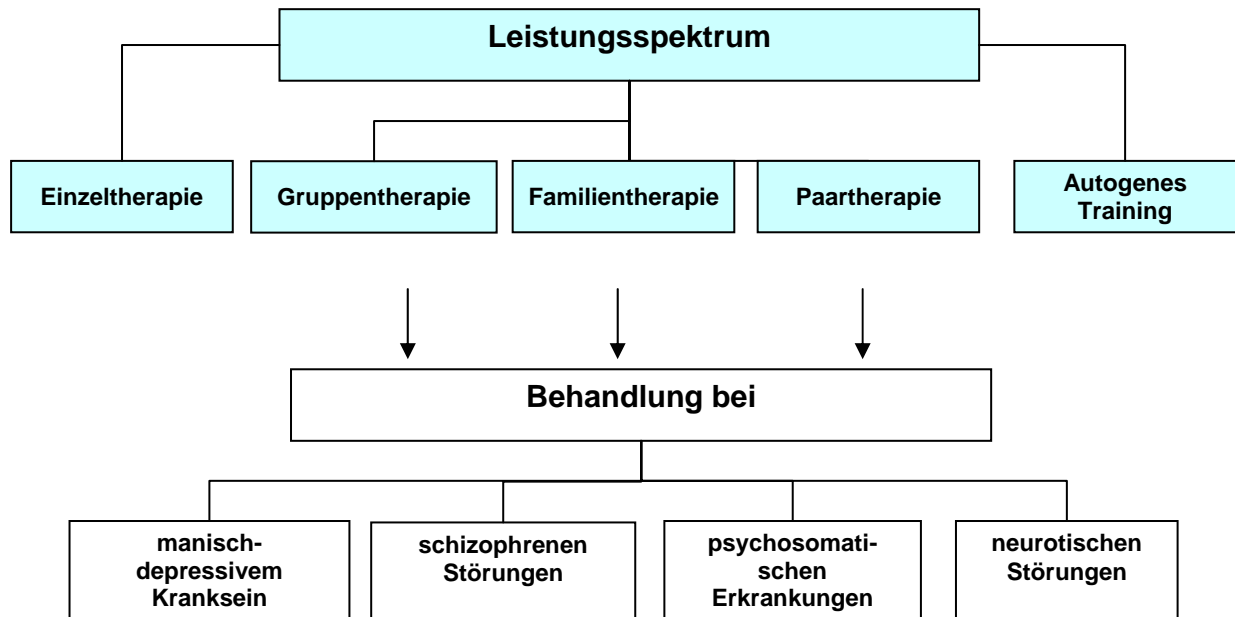 Leistungsspektrum
Einzeltherapie
Gruppentherapie
Familientherapie
Paartherapie
Autogenes
Training
Behandlung bei
manisch-
depressivem
Kranksein
schizophrenen
Störungen
psychosomati-
schen
Erkrankungen
neurotischen
Störungen